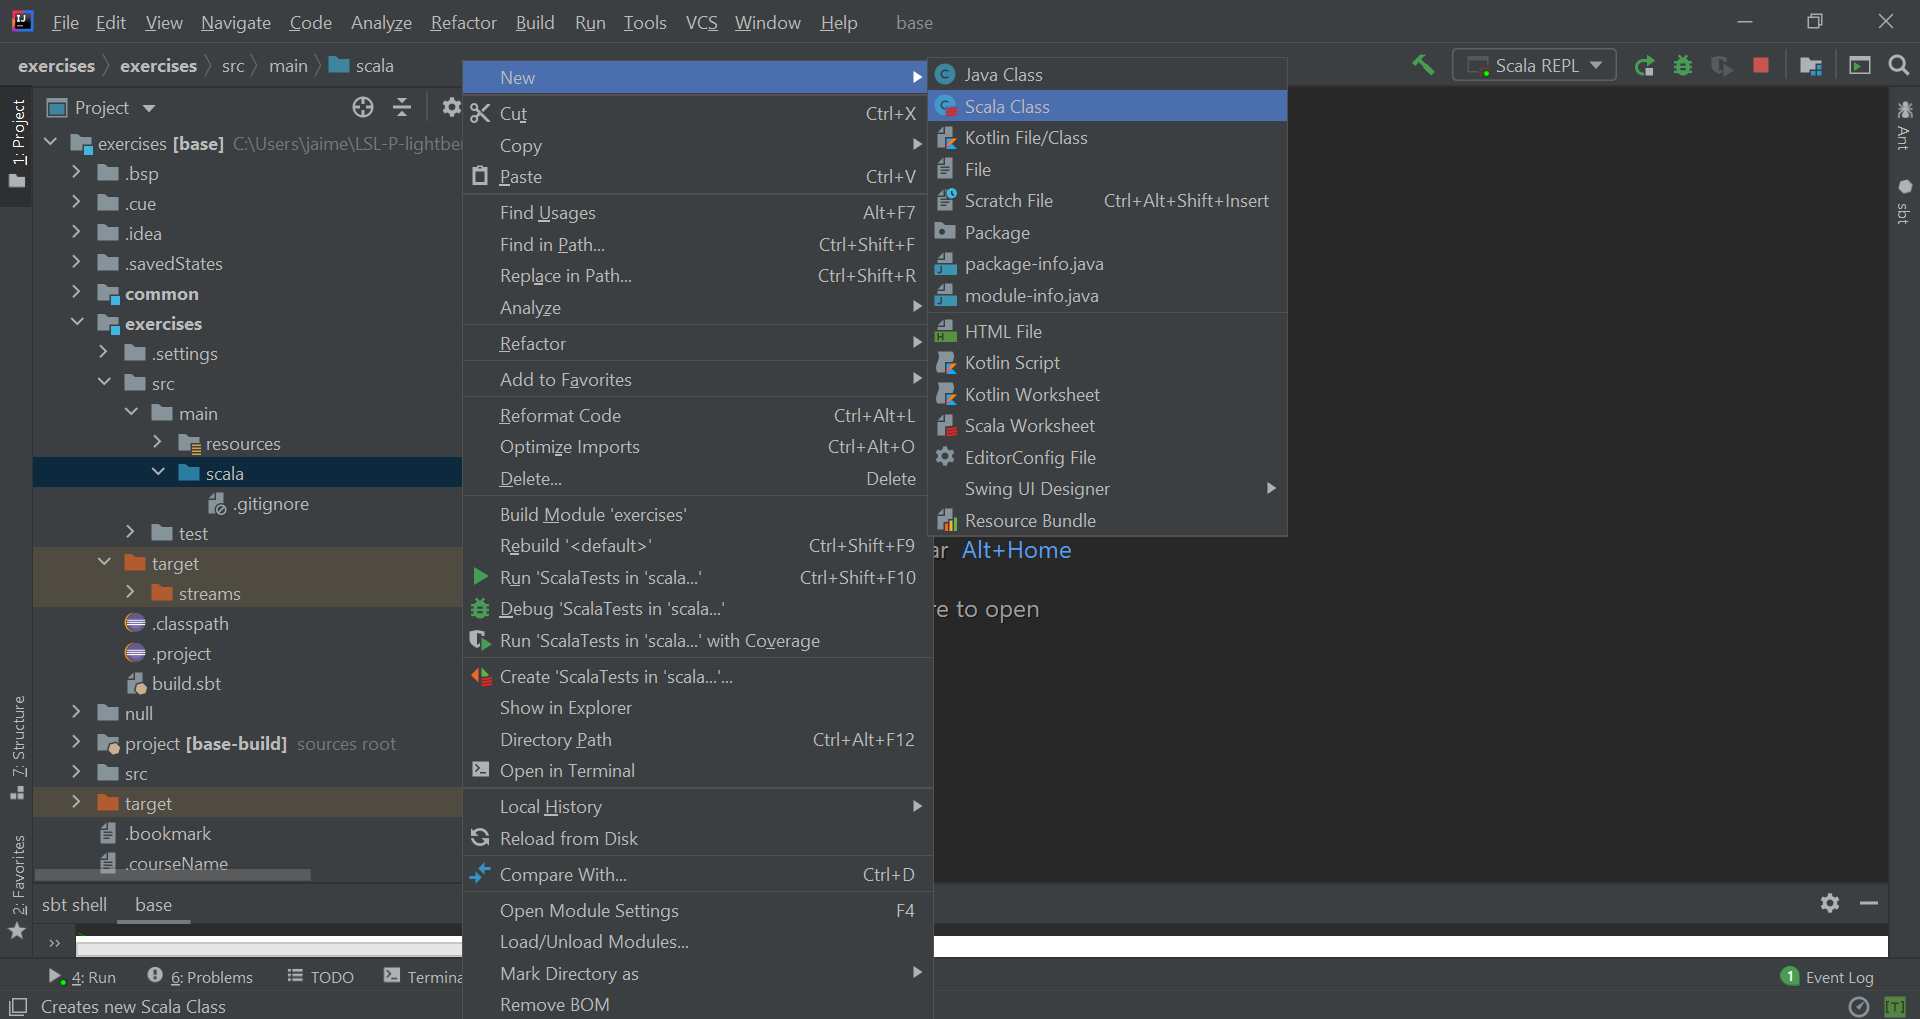 File Edit View Navigate Code Analyze Refactor Build Run Tools VCS Window Help base
exercises exercises src main scala
Scala REPL
1: Project
7: Structure
2: Favorites
Project
exercises [base] C:\Users\jaime\LSL-P-lightbe
.bsp
.cue
.idea
.savedStates
common
exercises
.settings
src
main
resources
scala
.gitignore
test
target
streams
.classpath
.project
build.sbt
null
project [base-build] sources root
src
target
.bookmark
.courseName
New
Cut Ctrl+X
Copy
Paste Ctrl+V
Find Usages Alt+F7
Find in Path... Ctrl+Shift+F
Replace in Path... Ctrl+Shift+R
Analyze
Refactor
Add to Favorites
Reformat Code Ctrl+Alt+L
Optimize Imports Ctrl+Alt+O
Delete... Delete
Build Module 'exercises'
Rebuild '<default>' Ctrl+Shift+F9
Run 'ScalaTests in 'scala...' Ctrl+Shift+F10
Debug 'ScalaTests in 'scala...'
Run 'ScalaTests in 'scala...' with Coverage
Create 'ScalaTests in 'scala...'...
Show in Explorer
Directory Path Ctrl+Alt+F12
Open in Terminal
Local History
Reload from Disk
Compare With... Ctrl+D
Open Module Settings F4
Load/Unload Modules...
Mark Directory as
Remove BOM
Java Class
Scala Class
Kotlin File/Class
File
Scratch File Ctrl+Alt+Shift+Insert
Package
package-info.java
module-info.java
HTML File
Kotlin Script
Kotlin Worksheet
Scala Worksheet
EditorConfig File
Swing UI Designer
Resource Bundle
ar Alt+Home
re to open
Ant
sbt
sbt shell base
>>
4: Run 6: Problems TODO Termina
1 Event Log
Creates new Scala Class
[T]